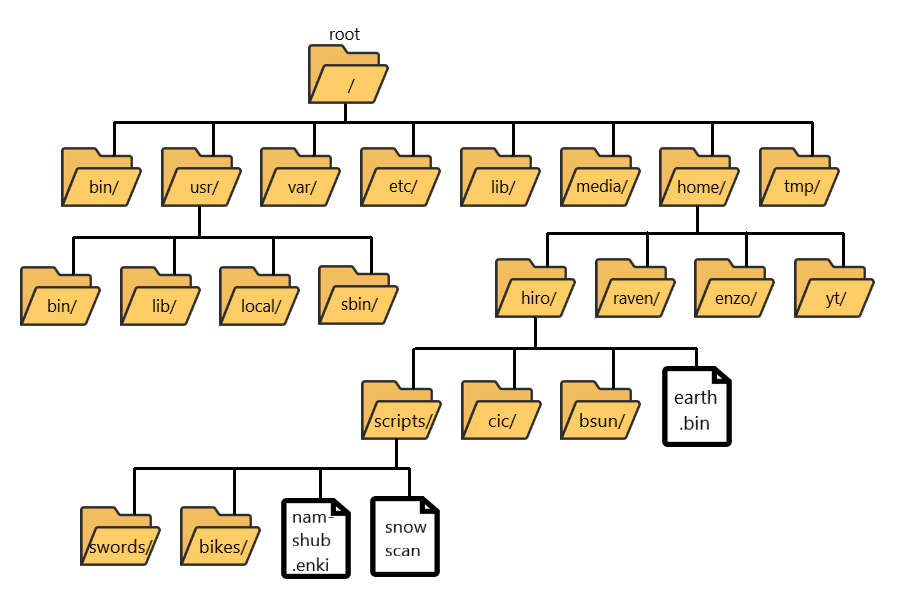 root
/
bin/
usr/
var/
etc/
lib/
media/
home/
tmp/
bin/
lib/
local/
sbin/
hiro/
raven/
enzo/
yt/
scripts/
cic/
bsun/
earth
.bin
swords/
bikes/
nam-
shub
.enki
snow
scan